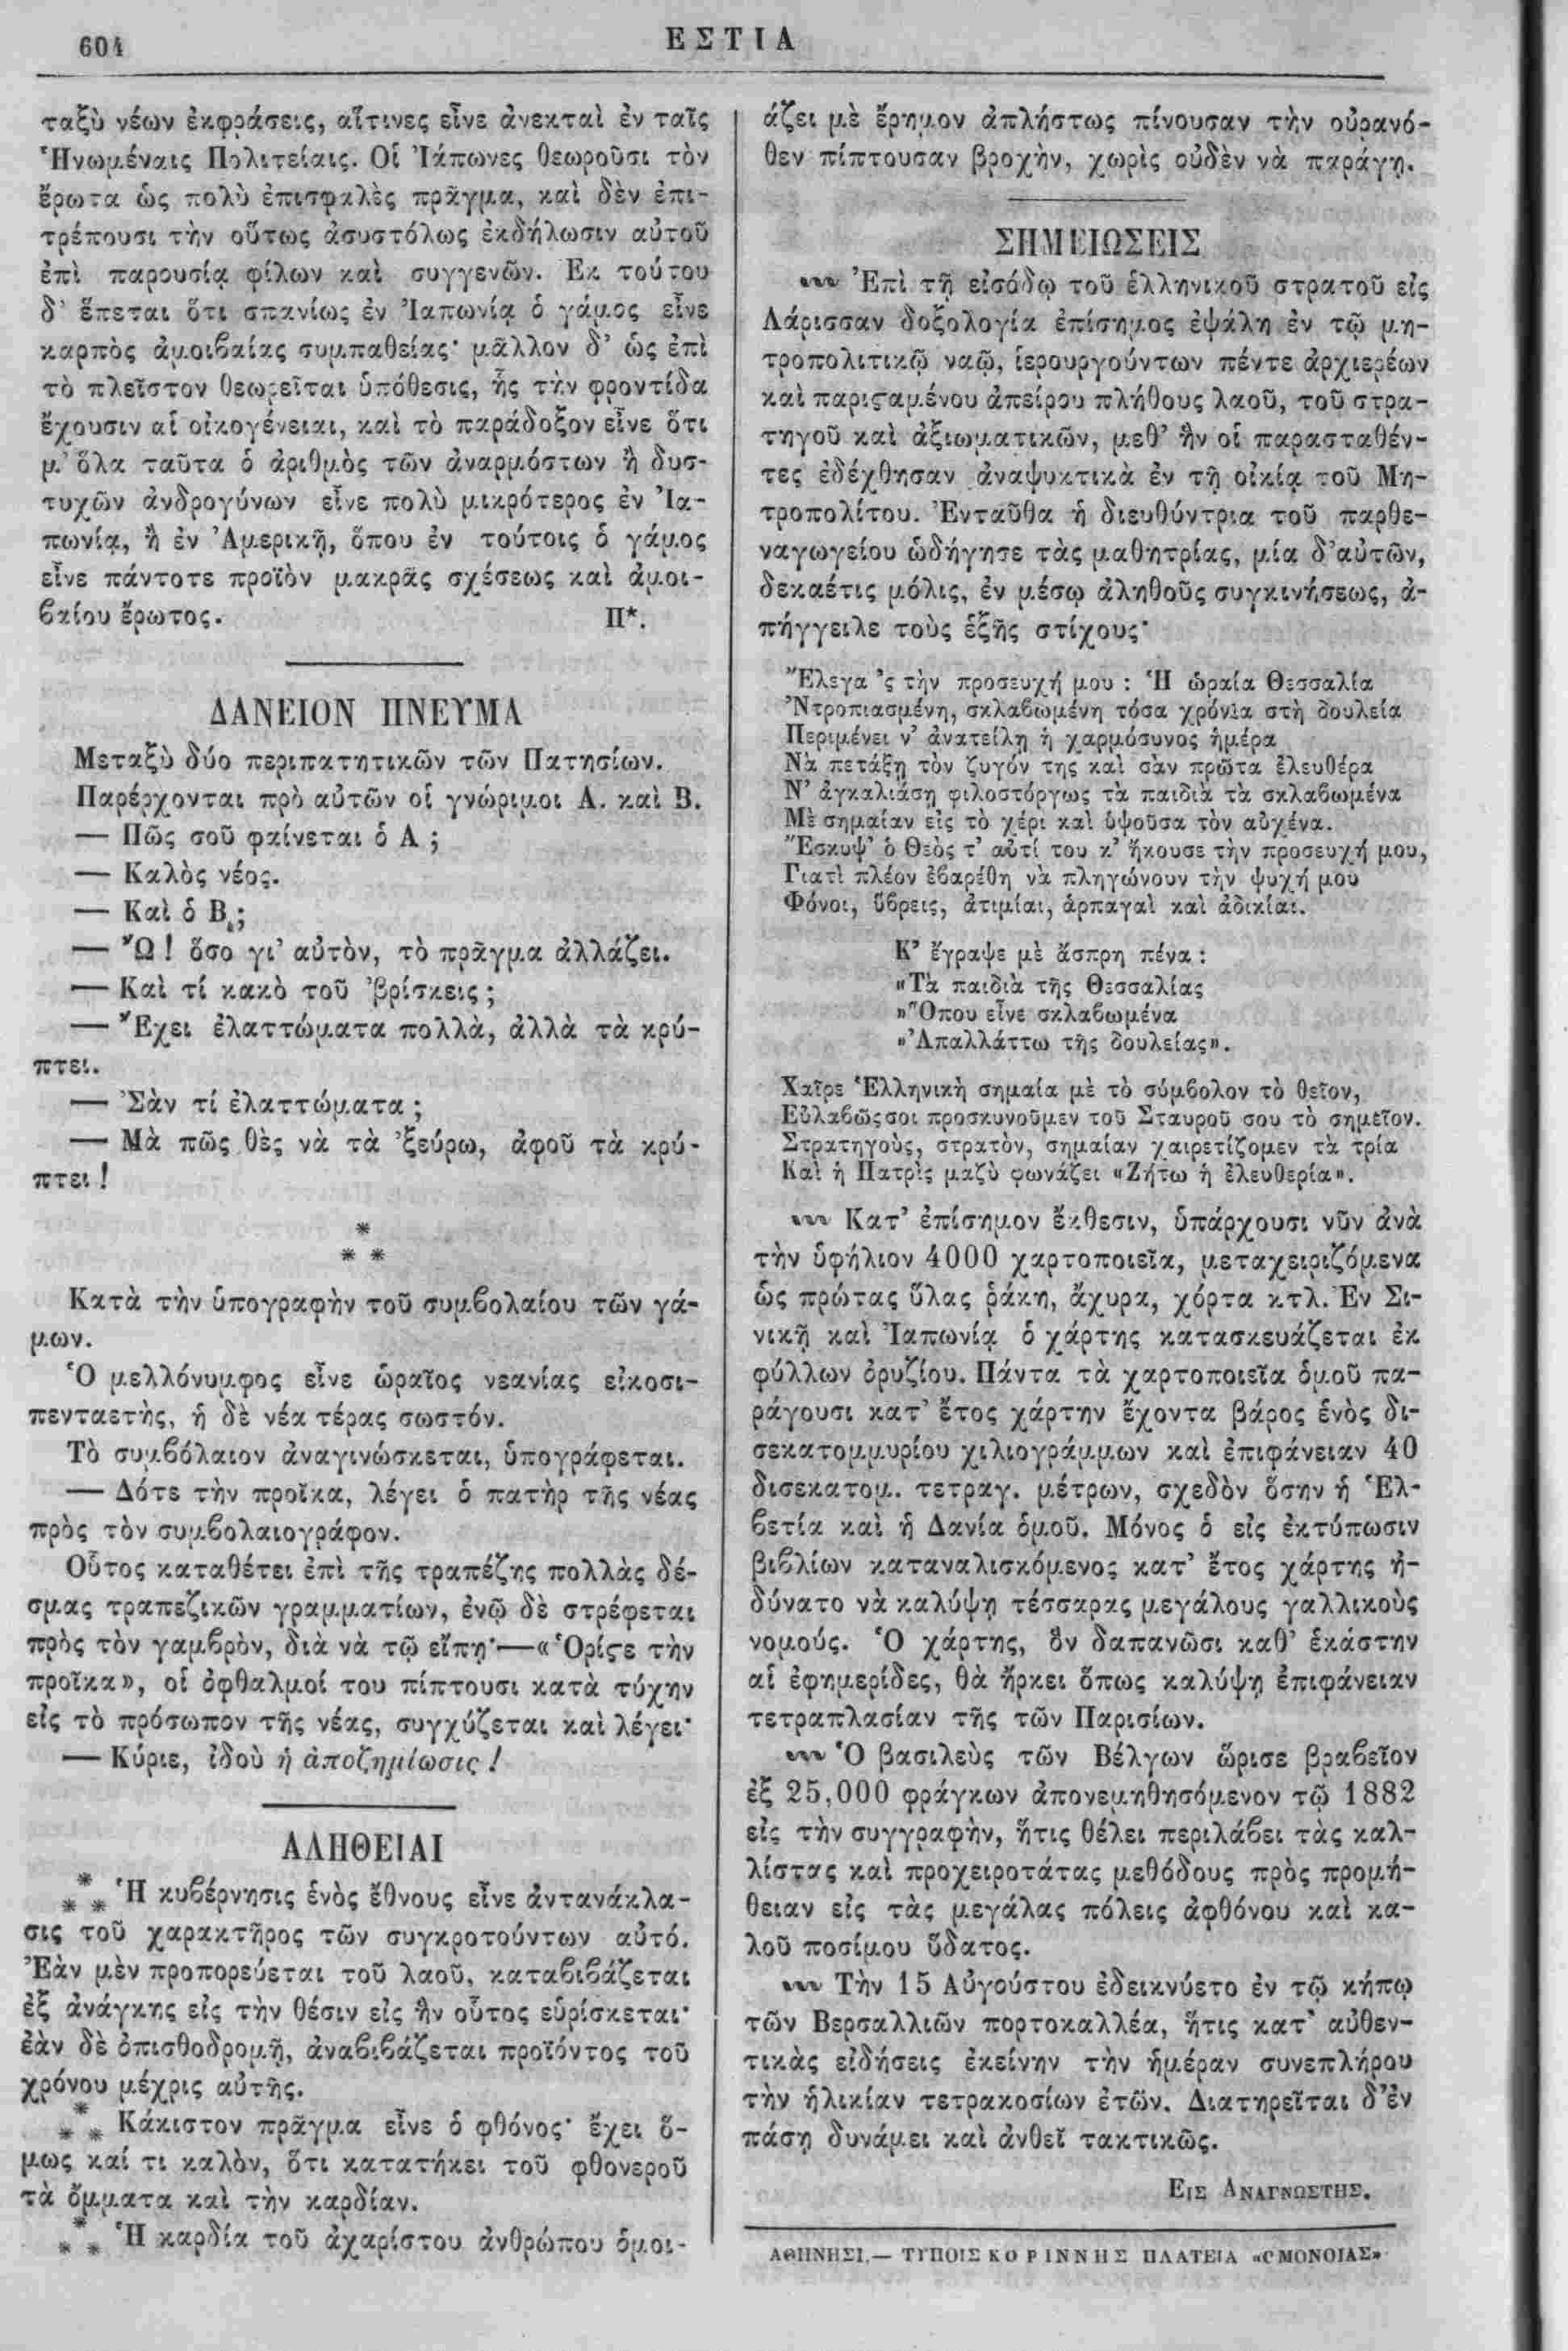 604
ΕΣΤΙΑ
ταξὺ νέων ἐκφράσεις, αἵτινες εἶνε ἀνεκταὶ ἐν ταῖς
Ἡνωμέναις Πολιτείαις. Οἱ Ἰάπωνες θεωροῦσι τὸν
ἔρωτα ὡς πολὺ ἐπισφαλὲς πρᾶγμα, καὶ δὲν ἐπι-
τρέπουσι τὴν οὕτως ἀσυστόλως ἐκδήλωσιν αὐτοῦ
ἐπὶ παρουσίᾳ φίλων καὶ συγγενῶν. Ἐκ τούτου
δ' ἕπεται ὅτι σπανίως ἐν Ἰαπωνίᾳ ὁ γάμος εἶνε
καρπὸς ἀμοιβαίας συμπαθείας· μᾶλλον δ' ὡς ἐπὶ
τὸ πλεῖστον θεωρεῖται ὑπόθεσις, ἧς τὴν φροντίδα
ἔχουσιν αἱ οἰκογένειαι, καὶ τὸ παράδοξον εἶνε ὅτι
μ' ὅλα ταῦτα ὁ ἀριθμὸς τῶν ἀναρμόστων ἢ δυσ-
τυχῶν ἀνδρογύνων εἶνε πολὺ μικρότερος ἐν Ἰα-
πωνίᾳ, ἢ ἐν Ἀμερικῇ, ὅπου ἐν τούτοις ὁ γάμος
εἶνε πάντοτε προϊὸν μακρᾶς σχέσεως καὶ ἀμοι-
βαίου ἔρωτος. Π*.
ΔΑΝΕΙΟΝ ΠΝΕΥΜΑ
Μεταξὺ δύο περιπατητικῶν τῶν Πατησίων.
Παρέρχονται πρὸ αὐτῶν οἱ γνώριμοι Α. καὶ Β.
— Πῶς σοῦ φαίνεται ὁ Α ;
— Καλὸς νέος.
— Καὶ ὁ Β ;
— Ὢ ! ὅσο γι' αὐτὸν, τὸ πρᾶγμα ἀλλάζει.
— Καὶ τί κακὸ τοῦ 'βρίσκεις ;
— Ἔχει ἐλαττώματα πολλὰ, ἀλλὰ τὰ κρύ-
πτει.
— Σὰν τί ἐλαττώματα ;
— Μὰ πῶς θὲς νὰ τὰ 'ξεύρω, ἀφοῦ τὰ κρύ-
πτει !
*
* *
Κατὰ τὴν ὑπογραφὴν τοῦ συμβολαίου τῶν γά-
μων.
Ὁ μελλόνυμφος εἶνε ὡραῖος νεανίας εἰκοσι-
πενταετὴς, ἡ δὲ νέα τέρας σωστόν.
Τὸ συμβόλαιον ἀναγινώσκεται, ὑπογράφεται.
— Δότε τὴν προῖκα, λέγει ὁ πατὴρ τῆς νέας
πρὸς τὸν συμβολαιογράφον.
Οὗτος καταθέτει ἐπὶ τῆς τραπέζης πολλὰς δέ-
σμας τραπεζικῶν γραμματίων, ἐνῷ δὲ στρέφεται
πρὸς τὸν γαμβρὸν, διὰ νὰ τῷ εἴπῃ·—«Ὁρίϛε τὴν
προῖκα», οἱ ὀφθαλμοί του πίπτουσι κατὰ τύχην
εἰς τὸ πρόσωπον τῆς νέας, συγχύζεται καὶ λέγει·
— Κύριε, ἰδοὺ ἡ ἀποζημίωσις !
ΑΛΗΘΕΙΑΙ
*** Ἡ κυβέρνησις ἑνὸς ἔθνους εἶνε ἀντανάκλα-
σις τοῦ χαρακτῆρος τῶν συγκροτούντων αὐτό.
Ἐὰν μὲν προπορεύεται τοῦ λαοῦ, καταβιβάζεται
ἐξ ἀνάγκης εἰς τὴν θέσιν εἰς ἣν οὗτος εὑρίσκεται·
ἐὰν δὲ ὀπισθοδρομῇ, ἀναβιβάζεται προϊόντος τοῦ
χρόνου μέχρις αὐτῆς.
*** Κάκιστον πρᾶγμα εἶνε ὁ φθόνος· ἔχει ὅ-
μως καί τι καλὸν, ὅτι κατατήκει τοῦ φθονεροῦ
τὰ ὄμματα καὶ τὴν καρδίαν.
*** Ἡ καρδία τοῦ ἀχαρίστου ἀνθρώπου ὁμοι-
άζει μὲ ἔρημον ἀπλήστως πίνουσαν τὴν οὐρανό-
θεν πίπτουσαν βροχὴν, χωρὶς οὐδὲν νὰ παράγῃ.
ΣΗΜΕΙΩΣΕΙΣ
Ἐπὶ τῇ εἰσόδῳ τοῦ ἑλληνικοῦ στρατοῦ εἰς
Λάρισσαν δοξολογία ἐπίσημος ἐψάλη ἐν τῷ μη-
τροπολιτικῷ ναῷ, ἱερουργούντων πέντε ἀρχιερέων
καὶ παριϛαμένου ἀπείρου πλήθους λαοῦ, τοῦ στρα-
τηγοῦ καὶ ἀξιωματικῶν, μεθ' ἣν οἱ παρασταθέν-
τες ἐδέχθησαν ἀναψυκτικὰ ἐν τῇ οἰκίᾳ τοῦ Μη-
τροπολίτου. Ἐνταῦθα ἡ διευθύντρια τοῦ παρθε-
ναγωγείου ὡδήγησε τὰς μαθητρίας, μία δ' αὐτῶν,
δεκαέτις μόλις, ἐν μέσῳ ἀληθοῦς συγκινήσεως, ἀ-
πήγγειλε τοὺς ἑξῆς στίχους·
Ἔλεγα 'ς τὴν προσευχή μου : Ἡ ὡραία Θεσσαλία
Ντροπιασμένη, σκλαβωμένη τόσα χρόνια στὴ δουλεία
Περιμένει ν' ἀνατείλῃ ἡ χαρμόσυνος ἡμέρα
Νὰ πετάξῃ τὸν ζυγόν της καὶ σὰν πρῶτα ἐλευθέρα
Ν' ἀγκαλιάσῃ φιλοστόργως τὰ παιδιὰ τὰ σκλαβωμένα
Μὲ σημαίαν εἰς τὸ χέρι καὶ ὑψοῦσα τὸν αὐχένα.
Ἔσκυψ' ὁ Θεὸς τ' αὐτί του κ' ἤκουσε τὴν προσευχή μου,
Γιατὶ πλέον ἐβαρέθη νὰ πληγώνουν τὴν ψυχή μου
Φόνοι, ὕβρεις, ἀτιμίαι, ἁρπαγαὶ καὶ ἀδικίαι.
Κ' ἔγραψε μὲ ἄσπρη πένα :
«Τὰ παιδιὰ τῆς Θεσσαλίας
»Ὅπου εἶνε σκλαβωμένα
»Ἀπαλλάττω τῆς δουλείας».
Χαῖρε Ἑλληνικὴ σημαία μὲ τὸ σύμβολον τὸ θεῖον,
Εὐλαβῶς σοι προσκυνοῦμεν τοῦ Σταυροῦ σου τὸ σημεῖον.
Στρατηγοὺς, στρατὸν, σημαίαν χαιρετίζομεν τὰ τρία
Καὶ ἡ Πατρὶς μαζὺ φωνάζει «Ζήτω ἡ ἐλευθερία».
Κατ' ἐπίσημον ἔκθεσιν, ὑπάρχουσι νῦν ἀνὰ
τὴν ὑφήλιον 4000 χαρτοποιεῖα, μεταχειριζόμενα
ὡς πρώτας ὕλας ῥάκη, ἄχυρα, χόρτα κτλ. Ἐν Σι-
νικῇ καὶ Ἰαπωνίᾳ ὁ χάρτης κατασκευάζεται ἐκ
φύλλων ὀρυζίου. Πάντα τὰ χαρτοποιεῖα ὁμοῦ πα-
ράγουσι κατ' ἔτος χάρτην ἔχοντα βάρος ἑνὸς δι-
σεκατομμυρίου χιλιογράμμων καὶ ἐπιφάνειαν 40
δισεκατομ. τετραγ. μέτρων, σχεδὸν ὅσην ἡ Ἑλ-
βετία καὶ ἡ Δανία ὁμοῦ. Μόνος ὁ εἰς ἐκτύπωσιν
βιβλίων καταναλισκόμενος κατ' ἔτος χάρτης ἠ-
δύνατο νὰ καλύψῃ τέσσαρας μεγάλους γαλλικοὺς
νομούς. Ὁ χάρτης, ὃν δαπανῶσι καθ' ἑκάστην
αἱ ἐφημερίδες, θὰ ἤρκει ὅπως καλύψῃ ἐπιφάνειαν
τετραπλασίαν τῆς τῶν Παρισίων.
Ὁ βασιλεὺς τῶν Βέλγων ὥρισε βραβεῖον
ἐξ 25,000 φράγκων ἀπονεμηθησόμενον τῷ 1882
εἰς τὴν συγγραφὴν, ἥτις θέλει περιλάβει τὰς καλ-
λίστας καὶ προχειροτάτας μεθόδους πρὸς προμή-
θειαν εἰς τὰς μεγάλας πόλεις ἀφθόνου καὶ κα-
λοῦ ποσίμου ὕδατος.
Τὴν 15 Αὐγούστου ἐδεικνύετο ἐν τῷ κήπῳ
τῶν Βερσαλλιῶν πορτοκαλλέα, ἥτις κατ' αὐθεν-
τικὰς εἰδήσεις ἐκείνην τὴν ἡμέραν συνεπλήρου
τὴν ἡλικίαν τετρακοσίων ἐτῶν. Διατηρεῖται δ' ἐν
πάσῃ δυνάμει καὶ ἀνθεῖ τακτικῶς.
ΕΙΣ ΑΝΑΓΝΩΣΤΗΣ.
ΑΘΗΝΗΣΙ.— ΤΥΠΟΙΣ ΚΟΡΙΝΝΗΣ ΠΛΑΤΕΙΑ «ΟΜΟΝΟΙΑΣ»